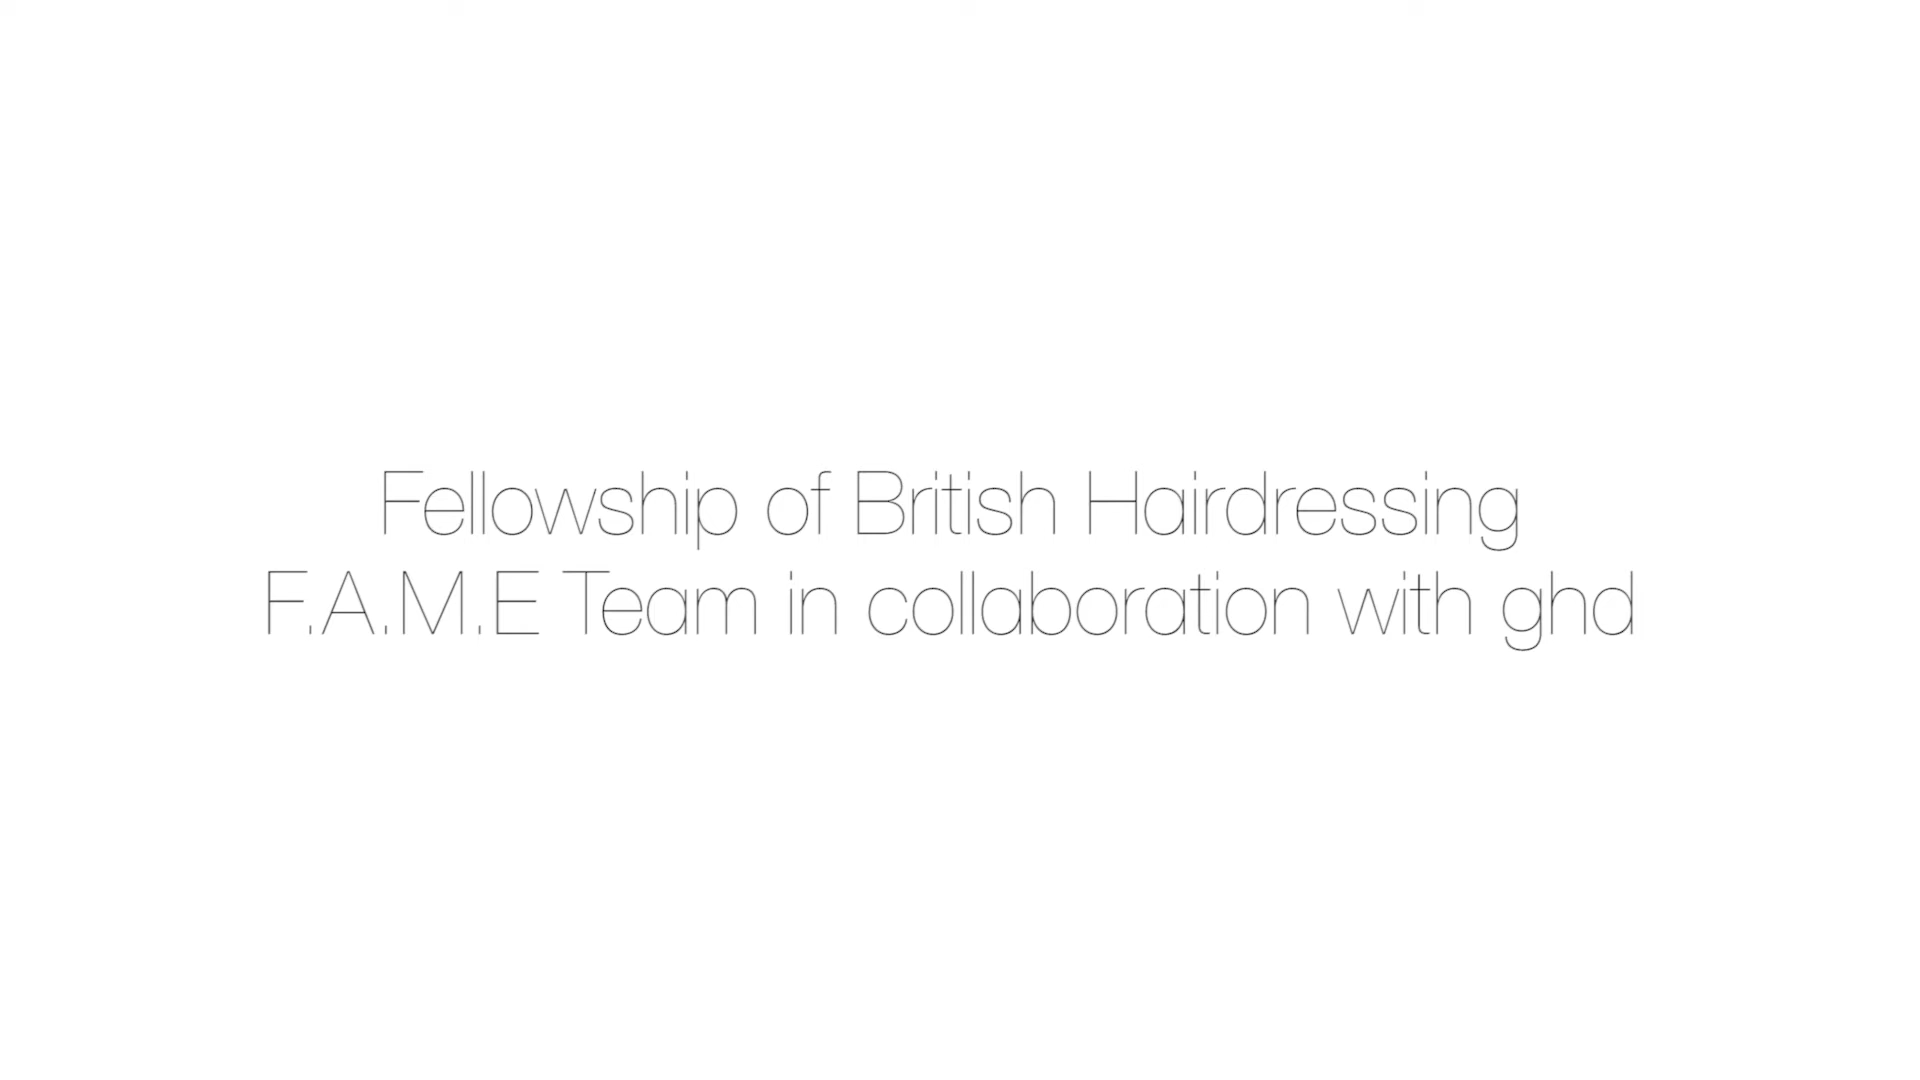 Fellowship of British Hairdressing
F.A.M.E Team in collaboration with ghd